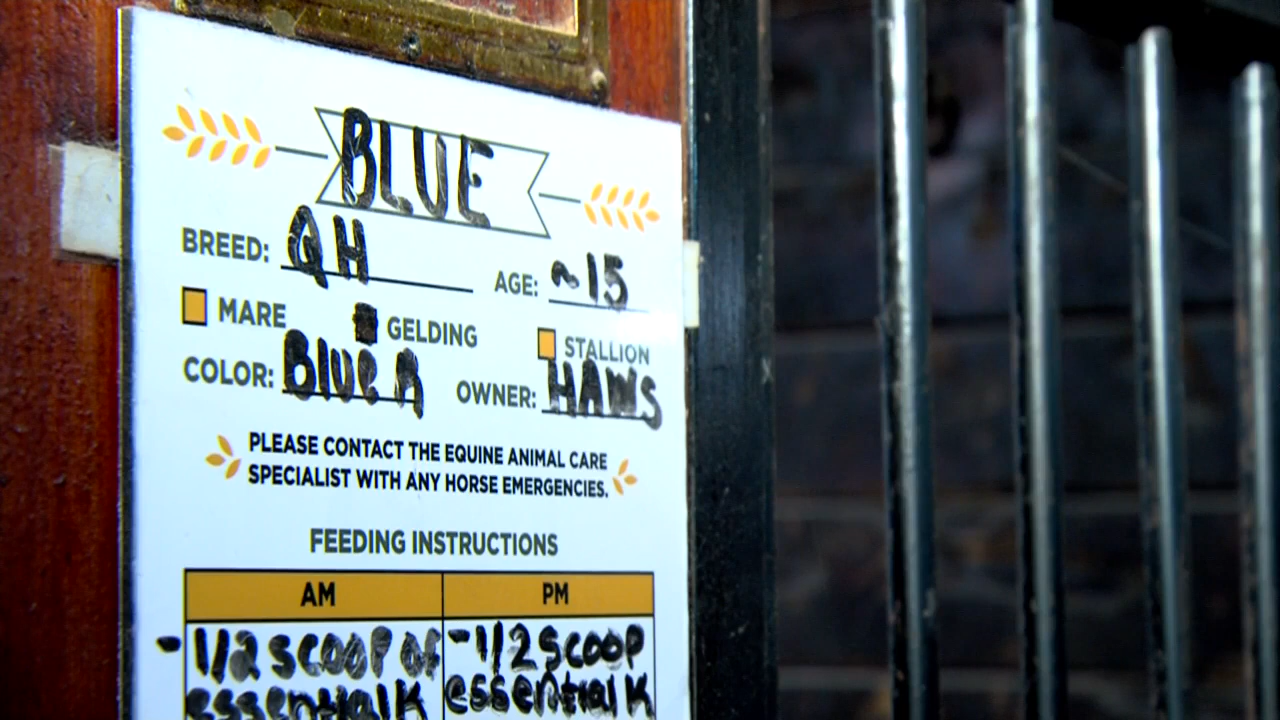 BLUE
BREED: QH AGE: ~15
MARE GELDING STALLION
COLOR: Blue R OWNER: HAWS
PLEASE CONTACT THE EQUINE ANIMAL CARE
SPECIALIST WITH ANY HORSE EMERGENCIES.
FEEDING INSTRUCTIONS
AM PM
-1/2 scoop of -1/2 scoop
essential K essential K